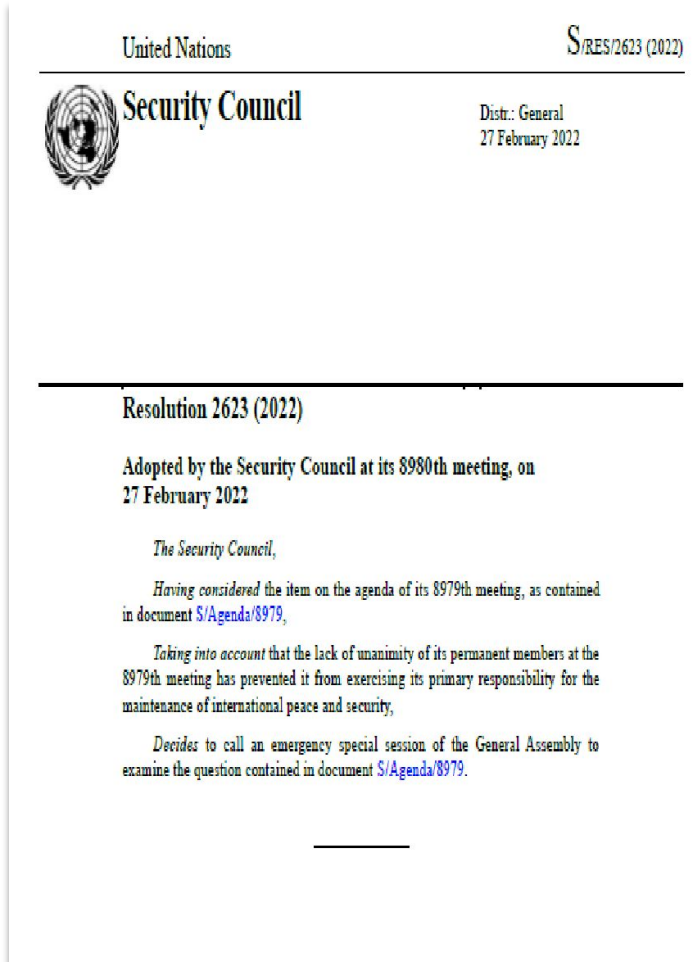 United Nations
S/RES/2623 (2022)
Security Council
Distr.: General
27 February 2022
Resolution 2623 (2022)
Adopted by the Security Council at its 8980th meeting, on
27 February 2022
The Security Council,
Having considered the item on the agenda of its 8979th meeting, as contained
in document S/Agenda/8979,
Taking into account that the lack of unanimity of its permanent members at the
8979th meeting has prevented it from exercising its primary responsibility for the
maintenance of international peace and security,
Decides to call an emergency special session of the General Assembly to
examine the question contained in document S/Agenda/8979.